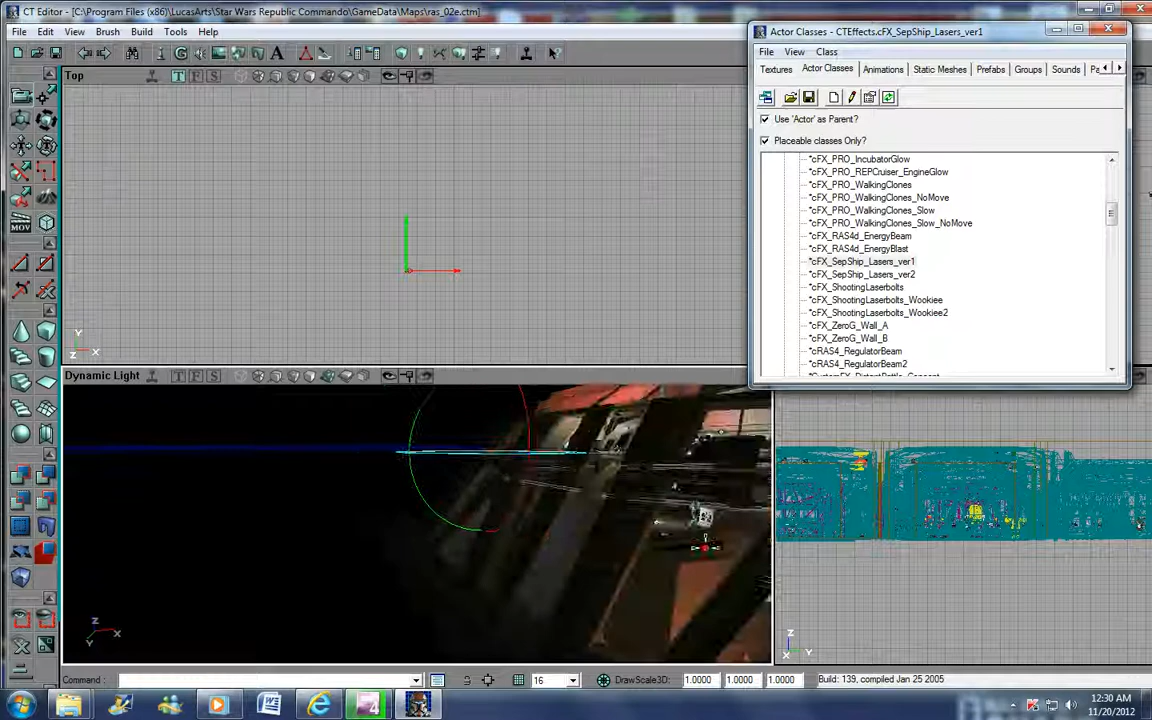 CT Editor - [C:\Program Files (x86)\LucasArts\Star Wars Republic Commando\GameData\Maps\ras_02e.ctm]
File Edit View Brush Build Tools Help
Top
T F S
Y
Z X
Dynamic Light
T F S
Z
Y X
Actor Classes - CTEffects.cFX_SepShip_Lasers_ver1
File View Class
Textures Actor Classes Animations Static Meshes Prefabs Groups Sounds
Use 'Actor' as Parent?
Placeable classes Only?
*cFX_PRO_IncubatorGlow
*cFX_PRO_REPCruiser_EngineGlow
*cFX_PRO_WalkingClones
*cFX_PRO_WalkingClones_NoMove
*cFX_PRO_WalkingClones_Slow
*cFX_PRO_WalkingClones_Slow_NoMove
*cFX_RAS4d_EnergyBeam
*cFX_RAS4d_EnergyBlast
*cFX_SepShip_Lasers_ver1
*cFX_SepShip_Lasers_ver2
*cFX_ShootingLaserbolts
*cFX_ShootingLaserbolts_Wookiee
*cFX_ShootingLaserbolts_Wookiee2
*cFX_ZeroG_Wall_A
*cFX_ZeroG_Wall_B
*cRAS4_RegulatorBeam
*cRAS4_RegulatorBeam2
MOV
Z
X Y
Command : 16 DrawScale3D: 1.0000 1.0000 1.0000 Build: 139, compiled Jan 25 2005
12:30 AM
11/20/2012